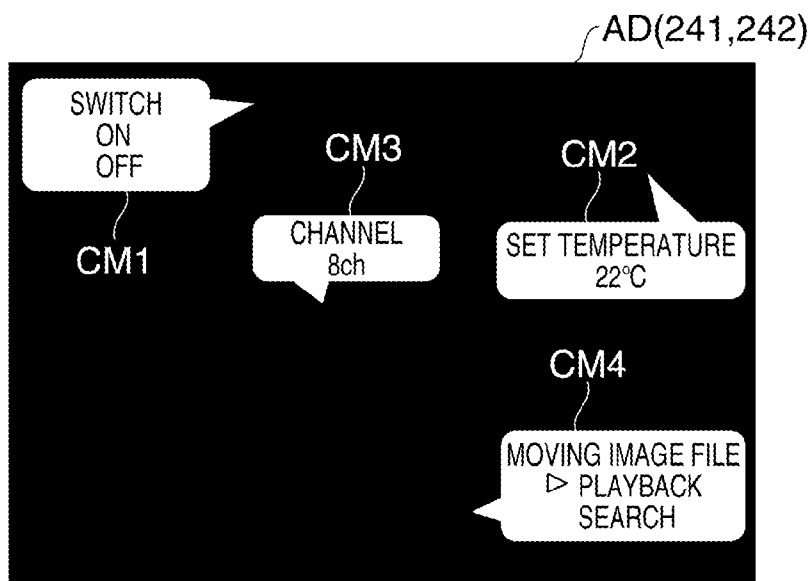 AD(241,242)
SWITCH
ON
OFF
CM1
CM3
CHANNEL
8ch
CM2
SET TEMPERATURE
22°C
CM4
MOVING IMAGE FILE
▷ PLAYBACK
SEARCH